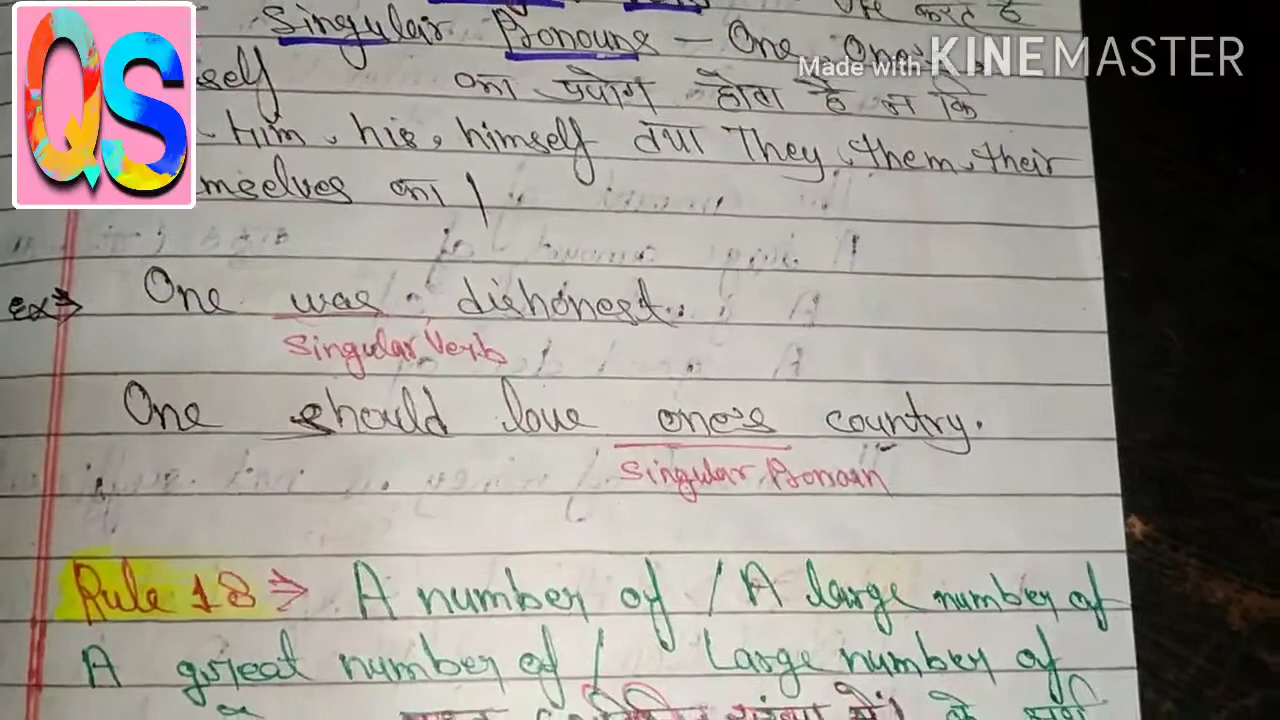 QS
Singular Pronouns – One, One's,
Made with KINEMASTER
self का प्रयोग होता है न कि
Him, his, himself तथा They, them, their
mselves का |
ex⇒ One was dishonest.
Singular Verb
One should love one's country.
Singular Pronoun
Rule 18 ⇒ A number of / A large number of
A great number of / Large number of